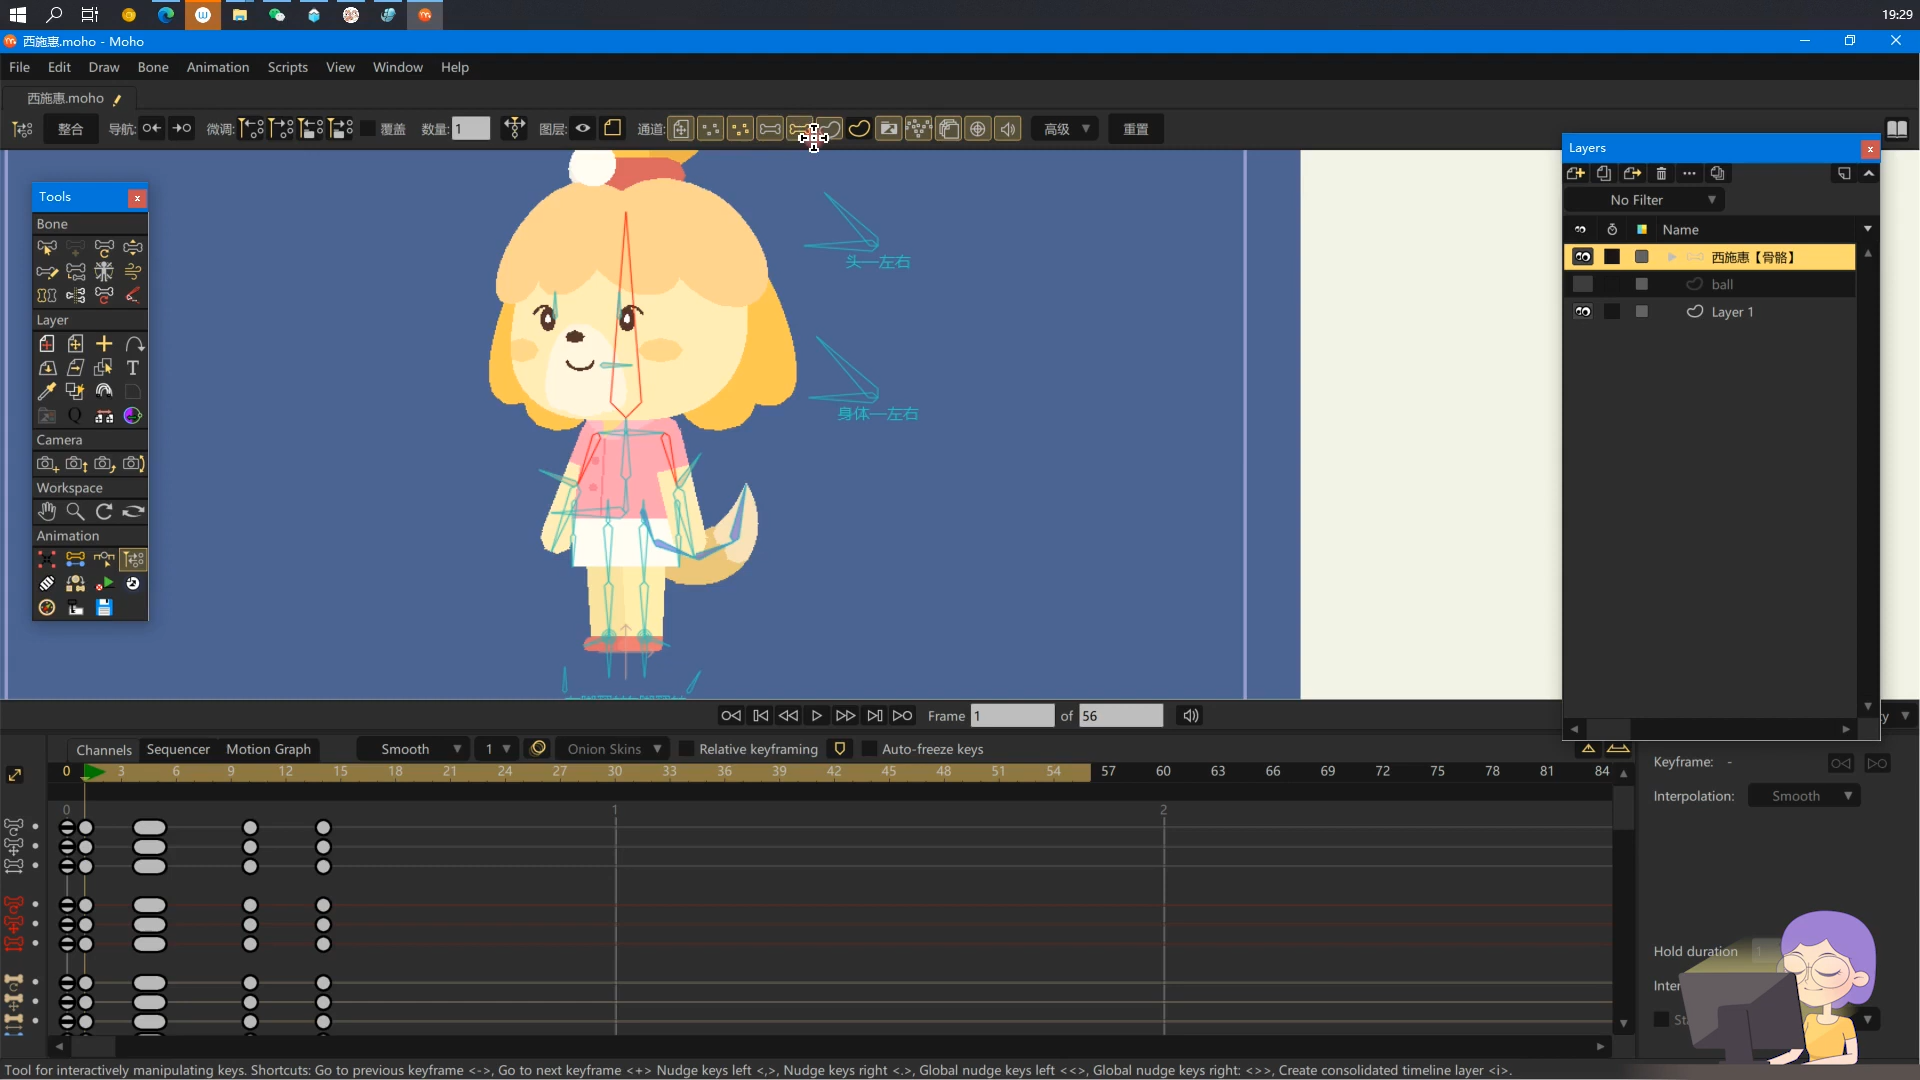 19:29
西施惠.moho - Moho
File Edit Draw Bone Animation Scripts View Window Help
西施惠.moho
整合 导航: 微调: 覆盖 数量: 1 图层: 通道: 高级 重置
Tools
Bone
Layer
Camera
Workspace
Animation
头—左右
身体—左右
Layers
No Filter
Name
西施惠【骨骼】
ball
Layer 1
Frame 1 of 56
Channels Sequencer Motion Graph Smooth 1 Onion Skins Relative keyframing Auto-freeze keys
0 3 6 9 12 15 18 21 24 27 30 33 36 39 42 45 48 51 54 57 60 63 66 69 72 75 78 81 84
0 1 2
Keyframe: -
Interpolation: Smooth
Hold duration 1
Tool for interactively manipulating keys. Shortcuts: Go to previous keyframe <->, Go to next keyframe <+> Nudge keys left <,>, Nudge keys right <.>, Global nudge keys left <<>, Global nudge keys right: <>>, Create consolidated timeline layer <i>.